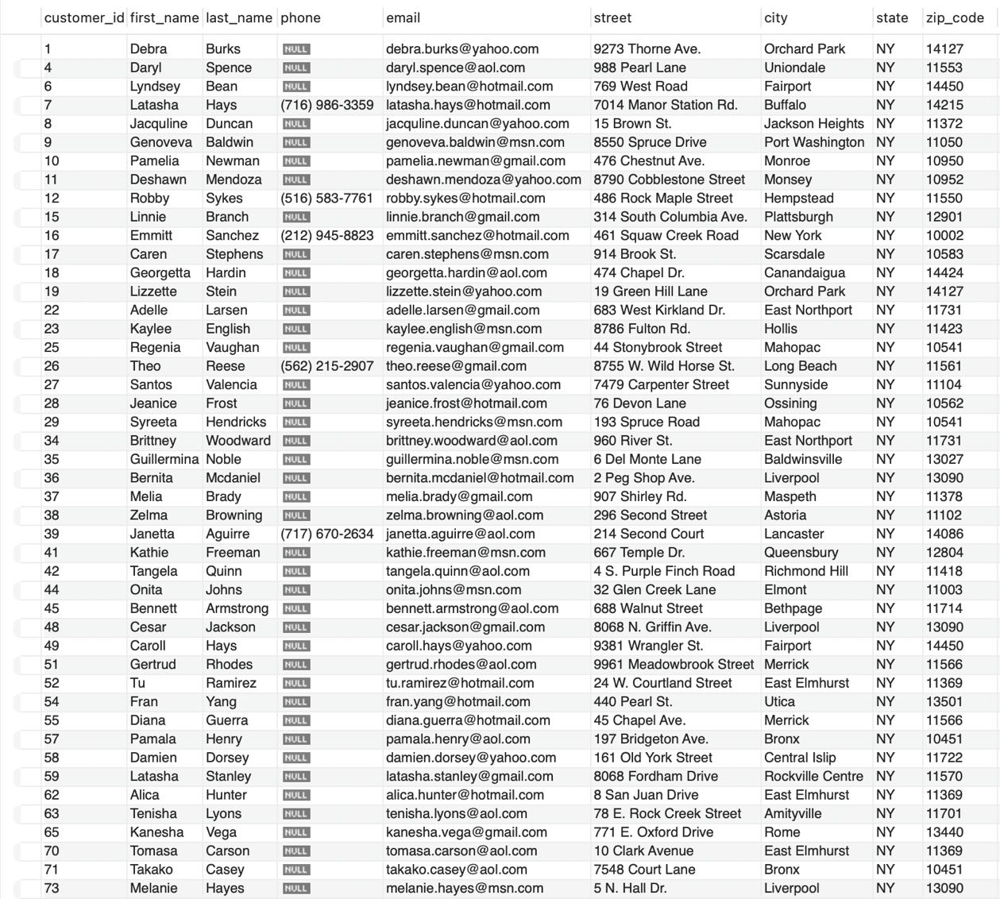 customer_id first_name last_name phone email street city state zip_code
1 Debra Burks NULL debra.burks@yahoo.com 9273 Thorne Ave. Orchard Park NY 14127
4 Daryl Spence NULL daryl.spence@aol.com 988 Pearl Lane Uniondale NY 11553
6 Lyndsey Bean NULL lyndsey.bean@hotmail.com 769 West Road Fairport NY 14450
7 Latasha Hays (716) 986-3359 latasha.hays@hotmail.com 7014 Manor Station Rd. Buffalo NY 14215
8 Jacquline Duncan NULL jacquline.duncan@yahoo.com 15 Brown St. Jackson Heights NY 11372
9 Genoveva Baldwin NULL genoveva.baldwin@msn.com 8550 Spruce Drive Port Washington NY 11050
10 Pamelia Newman NULL pamelia.newman@gmail.com 476 Chestnut Ave. Monroe NY 10950
11 Deshawn Mendoza NULL deshawn.mendoza@yahoo.com 8790 Cobblestone Street Monsey NY 10952
12 Robby Sykes (516) 583-7761 robby.sykes@hotmail.com 486 Rock Maple Street Hempstead NY 11550
15 Linnie Branch NULL linnie.branch@gmail.com 314 South Columbia Ave. Plattsburgh NY 12901
16 Emmitt Sanchez (212) 945-8823 emmitt.sanchez@hotmail.com 461 Squaw Creek Road New York NY 10002
17 Caren Stephens NULL caren.stephens@msn.com 914 Brook St. Scarsdale NY 10583
18 Georgetta Hardin NULL georgetta.hardin@aol.com 474 Chapel Dr. Canandaigua NY 14424
19 Lizzette Stein NULL lizzette.stein@yahoo.com 19 Green Hill Lane Orchard Park NY 14127
22 Adelle Larsen NULL adelle.larsen@gmail.com 683 West Kirkland Dr. East Northport NY 11731
23 Kaylee English NULL kaylee.english@msn.com 8786 Fulton Rd. Hollis NY 11423
25 Regenia Vaughan NULL regenia.vaughan@gmail.com 44 Stonybrook Street Mahopac NY 10541
26 Theo Reese (562) 215-2907 theo.reese@gmail.com 8755 W. Wild Horse St. Long Beach NY 11561
27 Santos Valencia NULL santos.valencia@yahoo.com 7479 Carpenter Street Sunnyside NY 11104
28 Jeanice Frost NULL jeanice.frost@hotmail.com 76 Devon Lane Ossining NY 10562
29 Syreeta Hendricks NULL syreeta.hendricks@msn.com 193 Spruce Road Mahopac NY 10541
34 Brittney Woodward NULL brittney.woodward@aol.com 960 River St. East Northport NY 11731
35 Guillermina Noble NULL guillermina.noble@msn.com 6 Del Monte Lane Baldwinsville NY 13027
36 Bernita Mcdaniel NULL bernita.mcdaniel@hotmail.com 2 Peg Shop Ave. Liverpool NY 13090
37 Melia Brady NULL melia.brady@gmail.com 907 Shirley Rd. Maspeth NY 11378
38 Zelma Browning NULL zelma.browning@aol.com 296 Second Street Astoria NY 11102
39 Janetta Aguirre (717) 670-2634 janetta.aguirre@aol.com 214 Second Court Lancaster NY 14086
41 Kathie Freeman NULL kathie.freeman@msn.com 667 Temple Dr. Queensbury NY 12804
42 Tangela Quinn NULL tangela.quinn@aol.com 4 S. Purple Finch Road Richmond Hill NY 11418
44 Onita Johns NULL onita.johns@msn.com 32 Glen Creek Lane Elmont NY 11003
45 Bennett Armstrong NULL bennett.armstrong@aol.com 688 Walnut Street Bethpage NY 11714
48 Cesar Jackson NULL cesar.jackson@gmail.com 8068 N. Griffin Ave. Liverpool NY 13090
49 Caroll Hays NULL caroll.hays@yahoo.com 9381 Wrangler St. Fairport NY 14450
51 Gertrud Rhodes NULL gertrud.rhodes@aol.com 9961 Meadowbrook Street Merrick NY 11566
52 Tu Ramirez NULL tu.ramirez@hotmail.com 24 W. Courtland Street East Elmhurst NY 11369
54 Fran Yang NULL fran.yang@hotmail.com 440 Pearl St. Utica NY 13501
55 Diana Guerra NULL diana.guerra@hotmail.com 45 Chapel Ave. Merrick NY 11566
57 Pamala Henry NULL pamala.henry@aol.com 197 Bridgeton Ave. Bronx NY 10451
58 Damien Dorsey NULL damien.dorsey@yahoo.com 161 Old York Street Central Islip NY 11722
59 Latasha Stanley NULL latasha.stanley@gmail.com 8068 Fordham Drive Rockville Centre NY 11570
62 Alica Hunter NULL alica.hunter@hotmail.com 8 San Juan Drive East Elmhurst NY 11369
63 Tenisha Lyons NULL tenisha.lyons@aol.com 78 E. Rock Creek Street Amityville NY 11701
65 Kanesha Vega NULL kanesha.vega@gmail.com 771 E. Oxford Drive Rome NY 13440
70 Tomasa Carson NULL tomasa.carson@aol.com 10 Clark Avenue East Elmhurst NY 11369
71 Takako Casey NULL takako.casey@aol.com 7548 Court Lane Bronx NY 10451
73 Melanie Hayes NULL melanie.hayes@msn.com 5 N. Hall Dr. Liverpool NY 13090